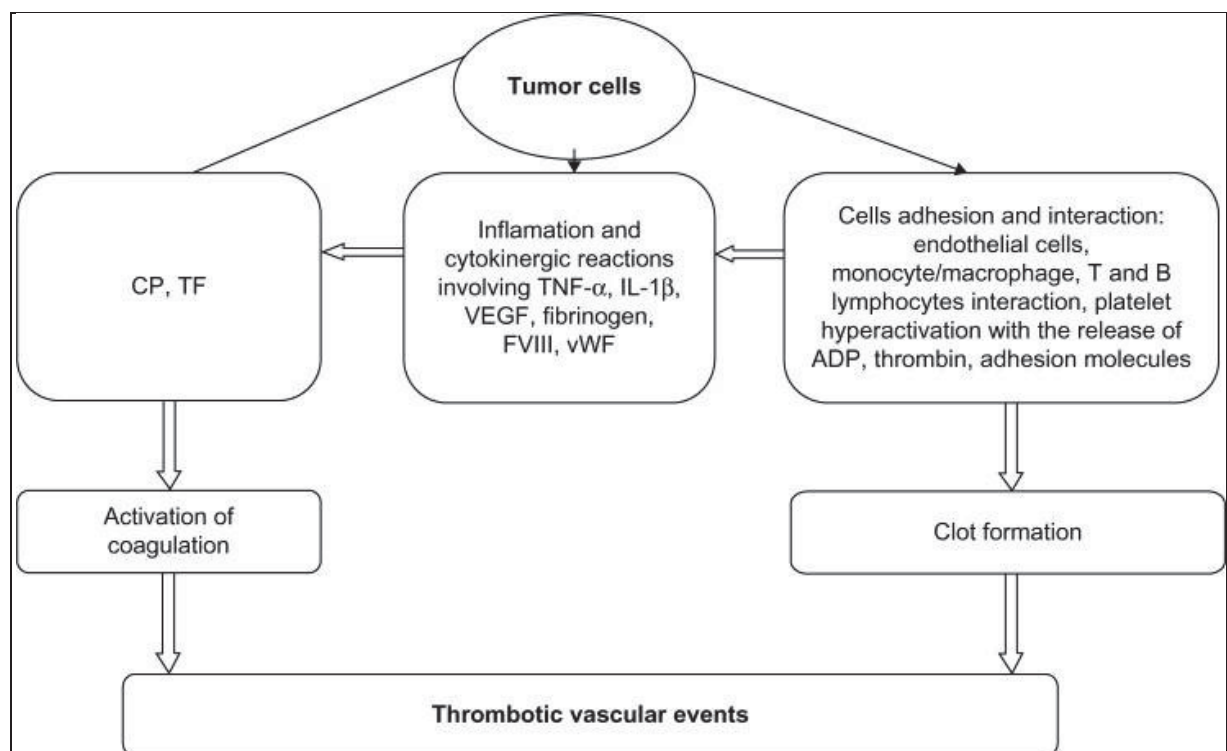 Tumor cells
CP, TF
Inflamation and
cytokinergic reactions
involving TNF-α, IL-1β,
VEGF, fibrinogen,
FVIII, vWF
Cells adhesion and interaction:
endothelial cells,
monocyte/macrophage, T and B
lymphocytes interaction, platelet
hyperactivation with the release of
ADP, thrombin, adhesion molecules
Activation of
coagulation
Clot formation
Thrombotic vascular events